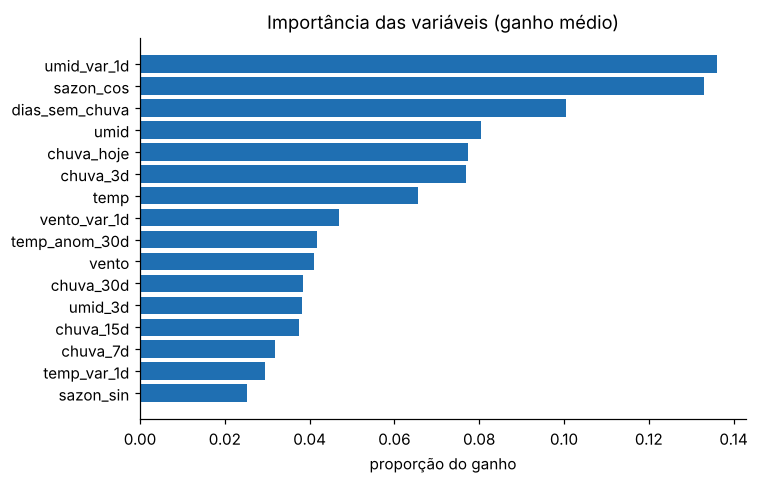 Importância das variáveis (ganho médio)
umid_var_1d
sazon_cos
dias_sem_chuva
umid
chuva_hoje
chuva_3d
temp
vento_var_1d
temp_anom_30d
vento
chuva_30d
umid_3d
chuva_15d
chuva_7d
temp_var_1d
sazon_sin
0.00 0.02 0.04 0.06 0.08 0.10 0.12 0.14
proporção do ganho